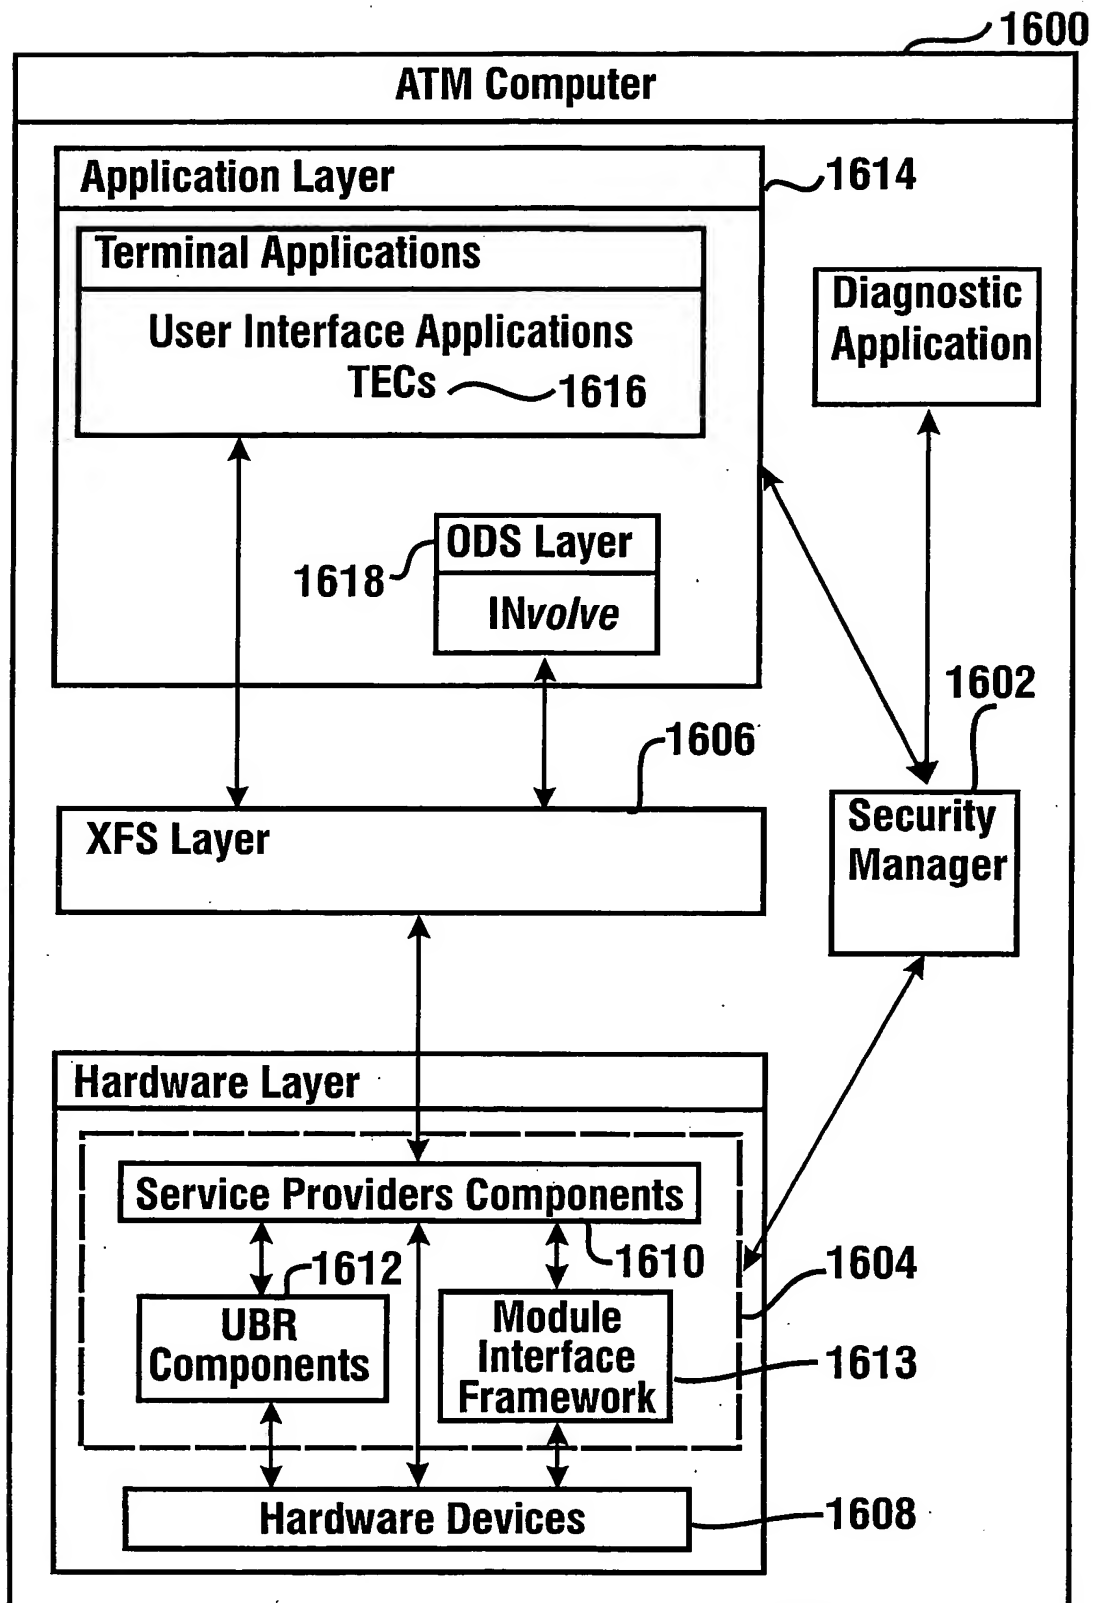 1600
ATM Computer
Application Layer
1614
Terminal Applications
User Interface Applications
TECs
1616
Diagnostic
Application
ODS Layer
1618
INvolve
1602
1606
XFS Layer
Security
Manager
Hardware Layer
Service Providers Components
1612
1610
1604
UBR
Components
Module
Interface
Framework
1613
Hardware Devices
1608